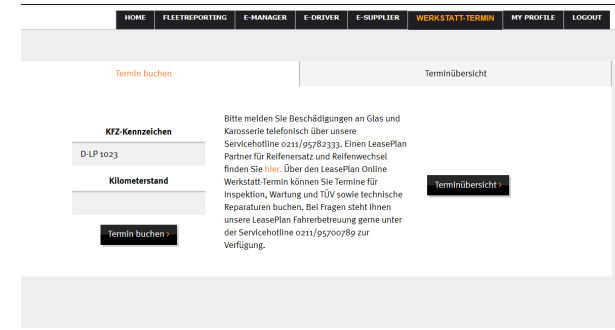 HOME FLEETREPORTING E-MANAGER E-DRIVER E-SUPPLIER WERKSTATT-TERMIN MY PROFILE LOGOUT
Termin buchen Terminübersicht
KFZ-Kennzeichen
D-LP 1023
Kilometerstand
Termin buchen ›
Bitte melden Sie Beschädigungen an Glas und
Karosserie telefonisch über unsere
Servicehotline 0211/95782333. Einen LeasePlan
Partner für Reifenersatz und Reifenwechsel
finden Sie hier. Über den LeasePlan Online
Werkstatt-Termin können Sie Termine für
Inspektion, Wartung und TÜV sowie technische
Reparaturen buchen. Bei Fragen steht Ihnen
unsere LeasePlan Fahrerbetreuung gerne unter
der Servicehotline 0211/95700789 zur
Verfügung.
Terminübersicht ›